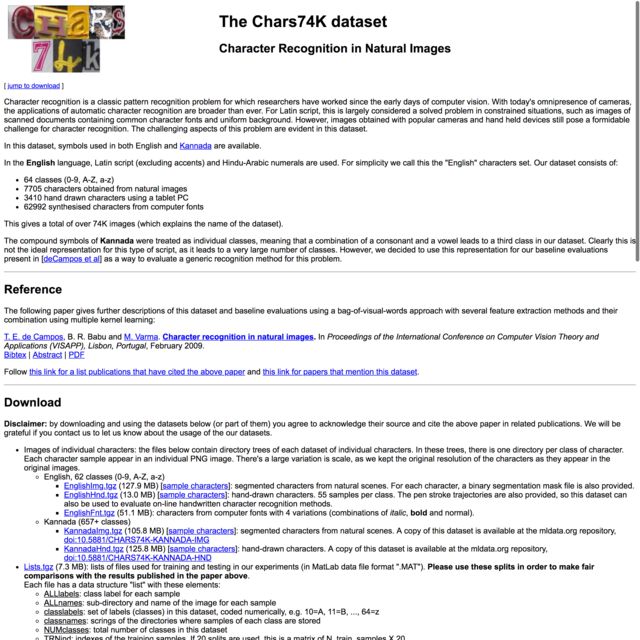 CHARS
74k
The Chars74K dataset
Character Recognition in Natural Images
[ jump to download ]
Character recognition is a classic pattern recognition problem for which researchers have worked since the early days of computer vision. With today's omnipresence of cameras,
the applications of automatic character recognition are broader than ever. For Latin script, this is largely considered a solved problem in constrained situations, such as images of
scanned documents containing common character fonts and uniform background. However, images obtained with popular cameras and hand held devices still pose a formidable
challenge for character recognition. The challenging aspects of this problem are evident in this dataset.
In this dataset, symbols used in both English and Kannada are available.
In the English language, Latin script (excluding accents) and Hindu-Arabic numerals are used. For simplicity we call this the "English" characters set. Our dataset consists of:
• 64 classes (0-9, A-Z, a-z)
• 7705 characters obtained from natural images
• 3410 hand drawn characters using a tablet PC
• 62992 synthesised characters from computer fonts
This gives a total of over 74K images (which explains the name of the dataset).
The compound symbols of Kannada were treated as individual classes, meaning that a combination of a consonant and a vowel leads to a third class in our dataset. Clearly this is
not the ideal representation for this type of script, as it leads to a very large number of classes. However, we decided to use this representation for our baseline evaluations
present in [deCampos et al] as a way to evaluate a generic recognition method for this problem.
Reference
The following paper gives further descriptions of this dataset and baseline evaluations using a bag-of-visual-words approach with several feature extraction methods and their
combination using multiple kernel learning:
T. E. de Campos, B. R. Babu and M. Varma. Character recognition in natural images. In Proceedings of the International Conference on Computer Vision Theory and
Applications (VISAPP), Lisbon, Portugal, February 2009.
Bibtex | Abstract | PDF
Follow this link for a list publications that have cited the above paper and this link for papers that mention this dataset.
Download
Disclaimer: by downloading and using the datasets below (or part of them) you agree to acknowledge their source and cite the above paper in related publications. We will be
grateful if you contact us to let us know about the usage of the our datasets.
• Images of individual characters: the files below contain directory trees of each dataset of individual characters. In these trees, there is one directory per class of character.
Each character sample appear in an individual PNG image. There's a large variation is scale, as we kept the original resolution of the characters as they appear in the
original images.
○ English, 62 classes (0-9, A-Z, a-z)
■ EnglishImg.tgz (127.9 MB) [sample characters]: segmented characters from natural scenes. For each character, a binary segmentation mask file is also provided.
■ EnglishHnd.tgz (13.0 MB) [sample characters]: hand-drawn characters. 55 samples per class. The pen stroke trajectories are also provided, so this dataset can
also be used to evaluate on-line handwritten character recognition methods.
■ EnglishFnt.tgz (51.1 MB): characters from computer fonts with 4 variations (combinations of italic, bold and normal).
○ Kannada (657+ classes)
■ KannadaImg.tgz (105.8 MB) [sample characters]: segmented characters from natural scenes. A copy of this dataset is available at the mldata.org repository,
doi:10.5881/CHARS74K-KANNADA-IMG
■ KannadaHnd.tgz (125.8 MB) [sample characters]: hand-drawn characters. A copy of this dataset is available at the mldata.org repository,
doi:10.5881/CHARS74K-KANNADA-HND
• Lists.tgz (7.3 MB): lists of files used for training and testing in our experiments (in MatLab data file format ".MAT"). Please use these splits in order to make fair
comparisons with the results published in the paper above.
Each file has a data structure "list" with these elements:
○ ALLlabels: class label for each sample
○ ALLnames: sub-directory and name of the image for each sample
○ classlabels: set of labels (classes) in this dataset, coded numerically, e.g. 10=A, 11=B, ..., 64=z
○ classnames: scrings of the directories where samples of each class are stored
○ NUMclasses: total number of classes in this dataset
○ TRNind: indexes of the training samples. If 20 splits are used, this is a matrix of N_train_samples X 20